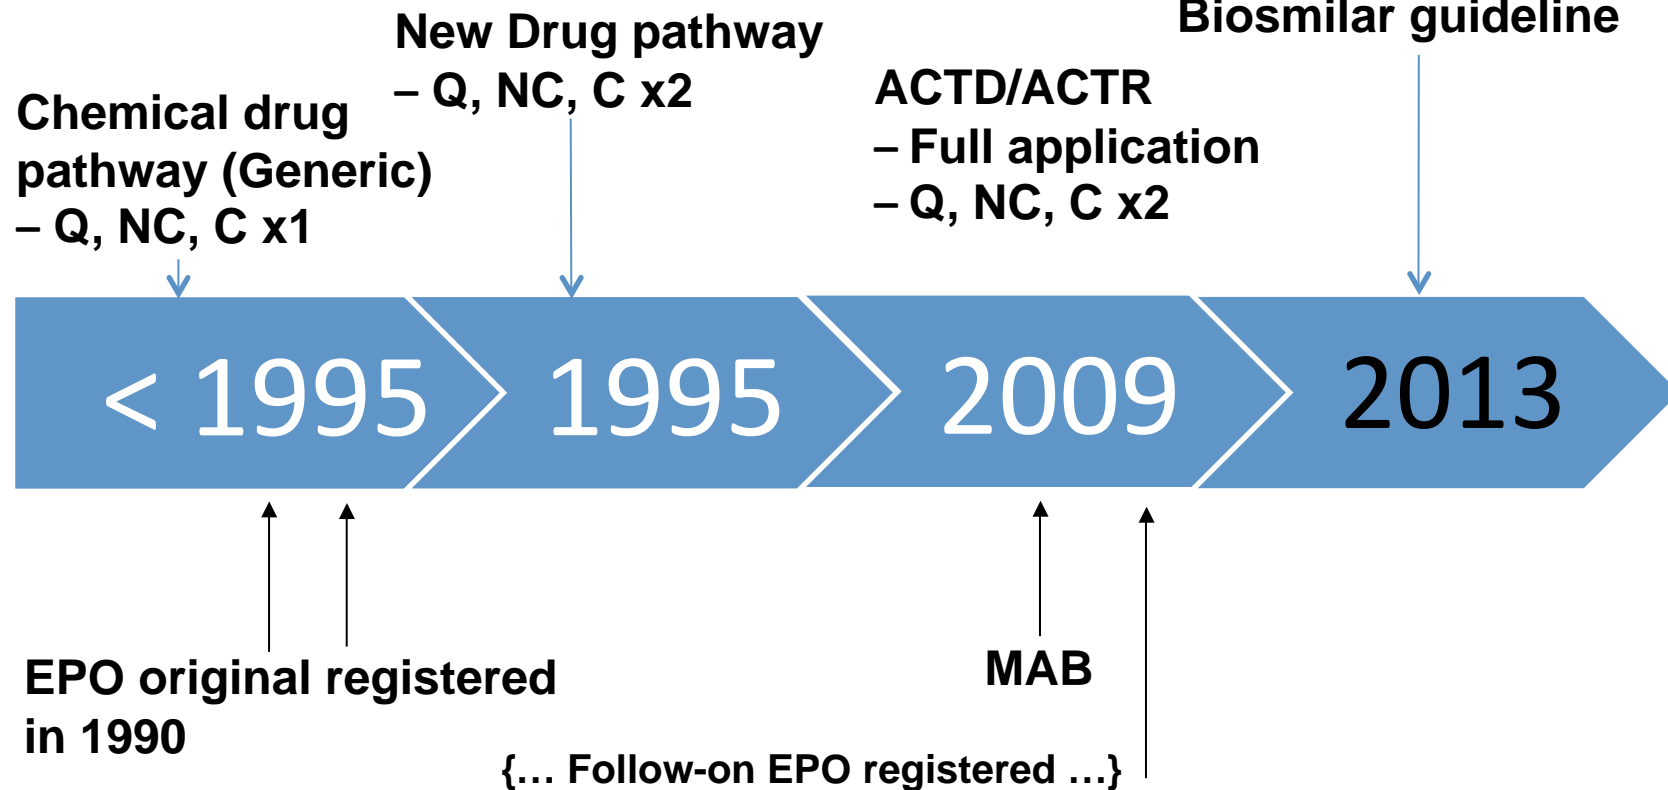 Chemical drug
pathway (Generic)
– Q, NC, C x1
New Drug pathway
– Q, NC, C x2
ACTD/ACTR
– Full application
– Q, NC, C x2
Biosmilar guideline
< 1995
1995
2009
2013
EPO original registered
in 1990
MAB
{... Follow-on EPO registered ...}